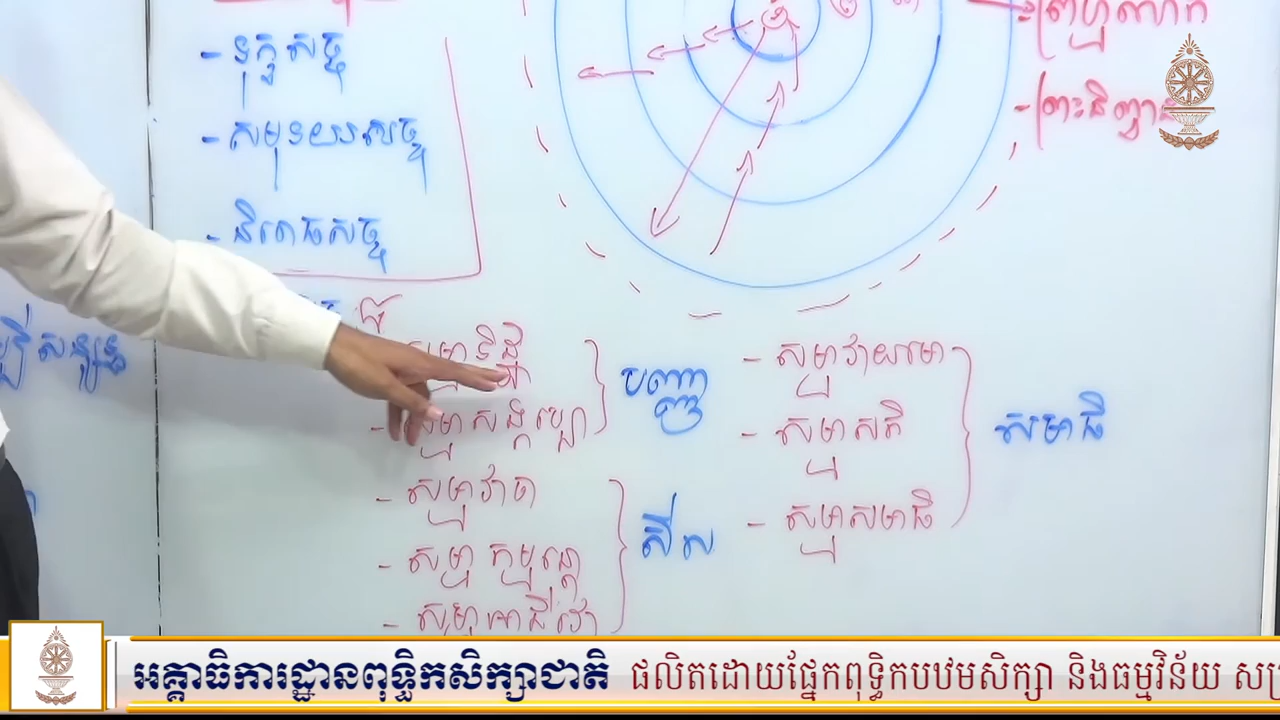 - ទុក្ខសច្ច
- សមុទយសច្ច
- និរោធសច្ច
សម្មាទិដ្ឋិ
- សម្មាសង្កប្បោ
បញ្ញា
- សម្មាវាចា
- សម្មាកម្មន្តោ
- សម្មាអាជីវោ
សីល
- សម្មាវាយាមោ
- សម្មាសតិ
- សម្មាសមាធិ
សមាធិ
- ព្រហ្មលោក
- ព្រះនិព្វាន
អគ្គាធិការដ្ឋានពុទ្ធិកសិក្សាជាតិ
ផលិតដោយផ្នែកពុទ្ធិកបឋមសិក្សា និងធម្មវិន័យ